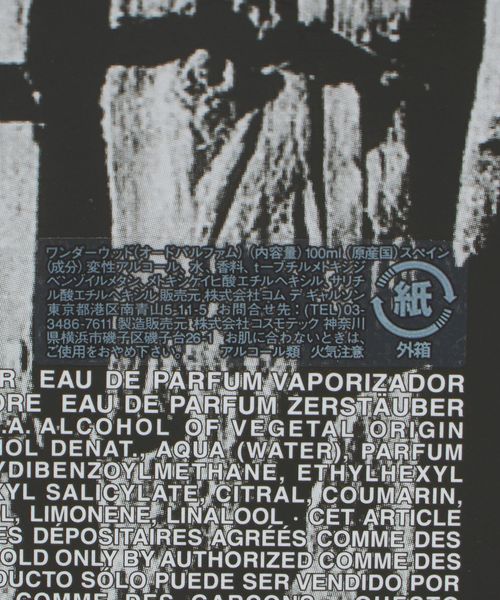 ワンダーウッド(オードパルファム) (内容量) 100mL (原産国) スペイン
(成分) 変性アルコール、水、香料、t－ブチルメトキシジ
ベンゾイルメタン、メトキシケイヒ酸エチルヘキシル、サリチ
ル酸エチルヘキシル 販売元 株式会社コム デ ギャルソン
東京都港区南青山5-11-5 お問合せ先：(TEL) 03-
3486-7611 製造販売元：株式会社コスモテック 神奈川
県横浜市磯子区磯子台26-1 お肌に合わないときは、
ご使用をおやめ下さい。 アルコール類 火気注意
紙
外箱
R EAU DE PARFUM VAPORIZADOR
ORE EAU DE PARFUM ZERSTÄUBER
.A. ALCOHOL OF VEGETAL ORIGIN
HOL DENAT., AQUA (WATER), PARFUM
YDIBENZOYLMETHANE, ETHYLHEXYL
XYL SALICYLATE, CITRAL, COUMARIN,
L, LIMONENE, LINALOOL. CET ARTICLE
ES DÉPOSITAIRES AGRÉÉS COMME DES
OLD ONLY BY AUTHORIZED COMME DES
DUCTO SÓLO PUEDE SER VENDIDO POR
COMME DES GARCONS. QUESTO